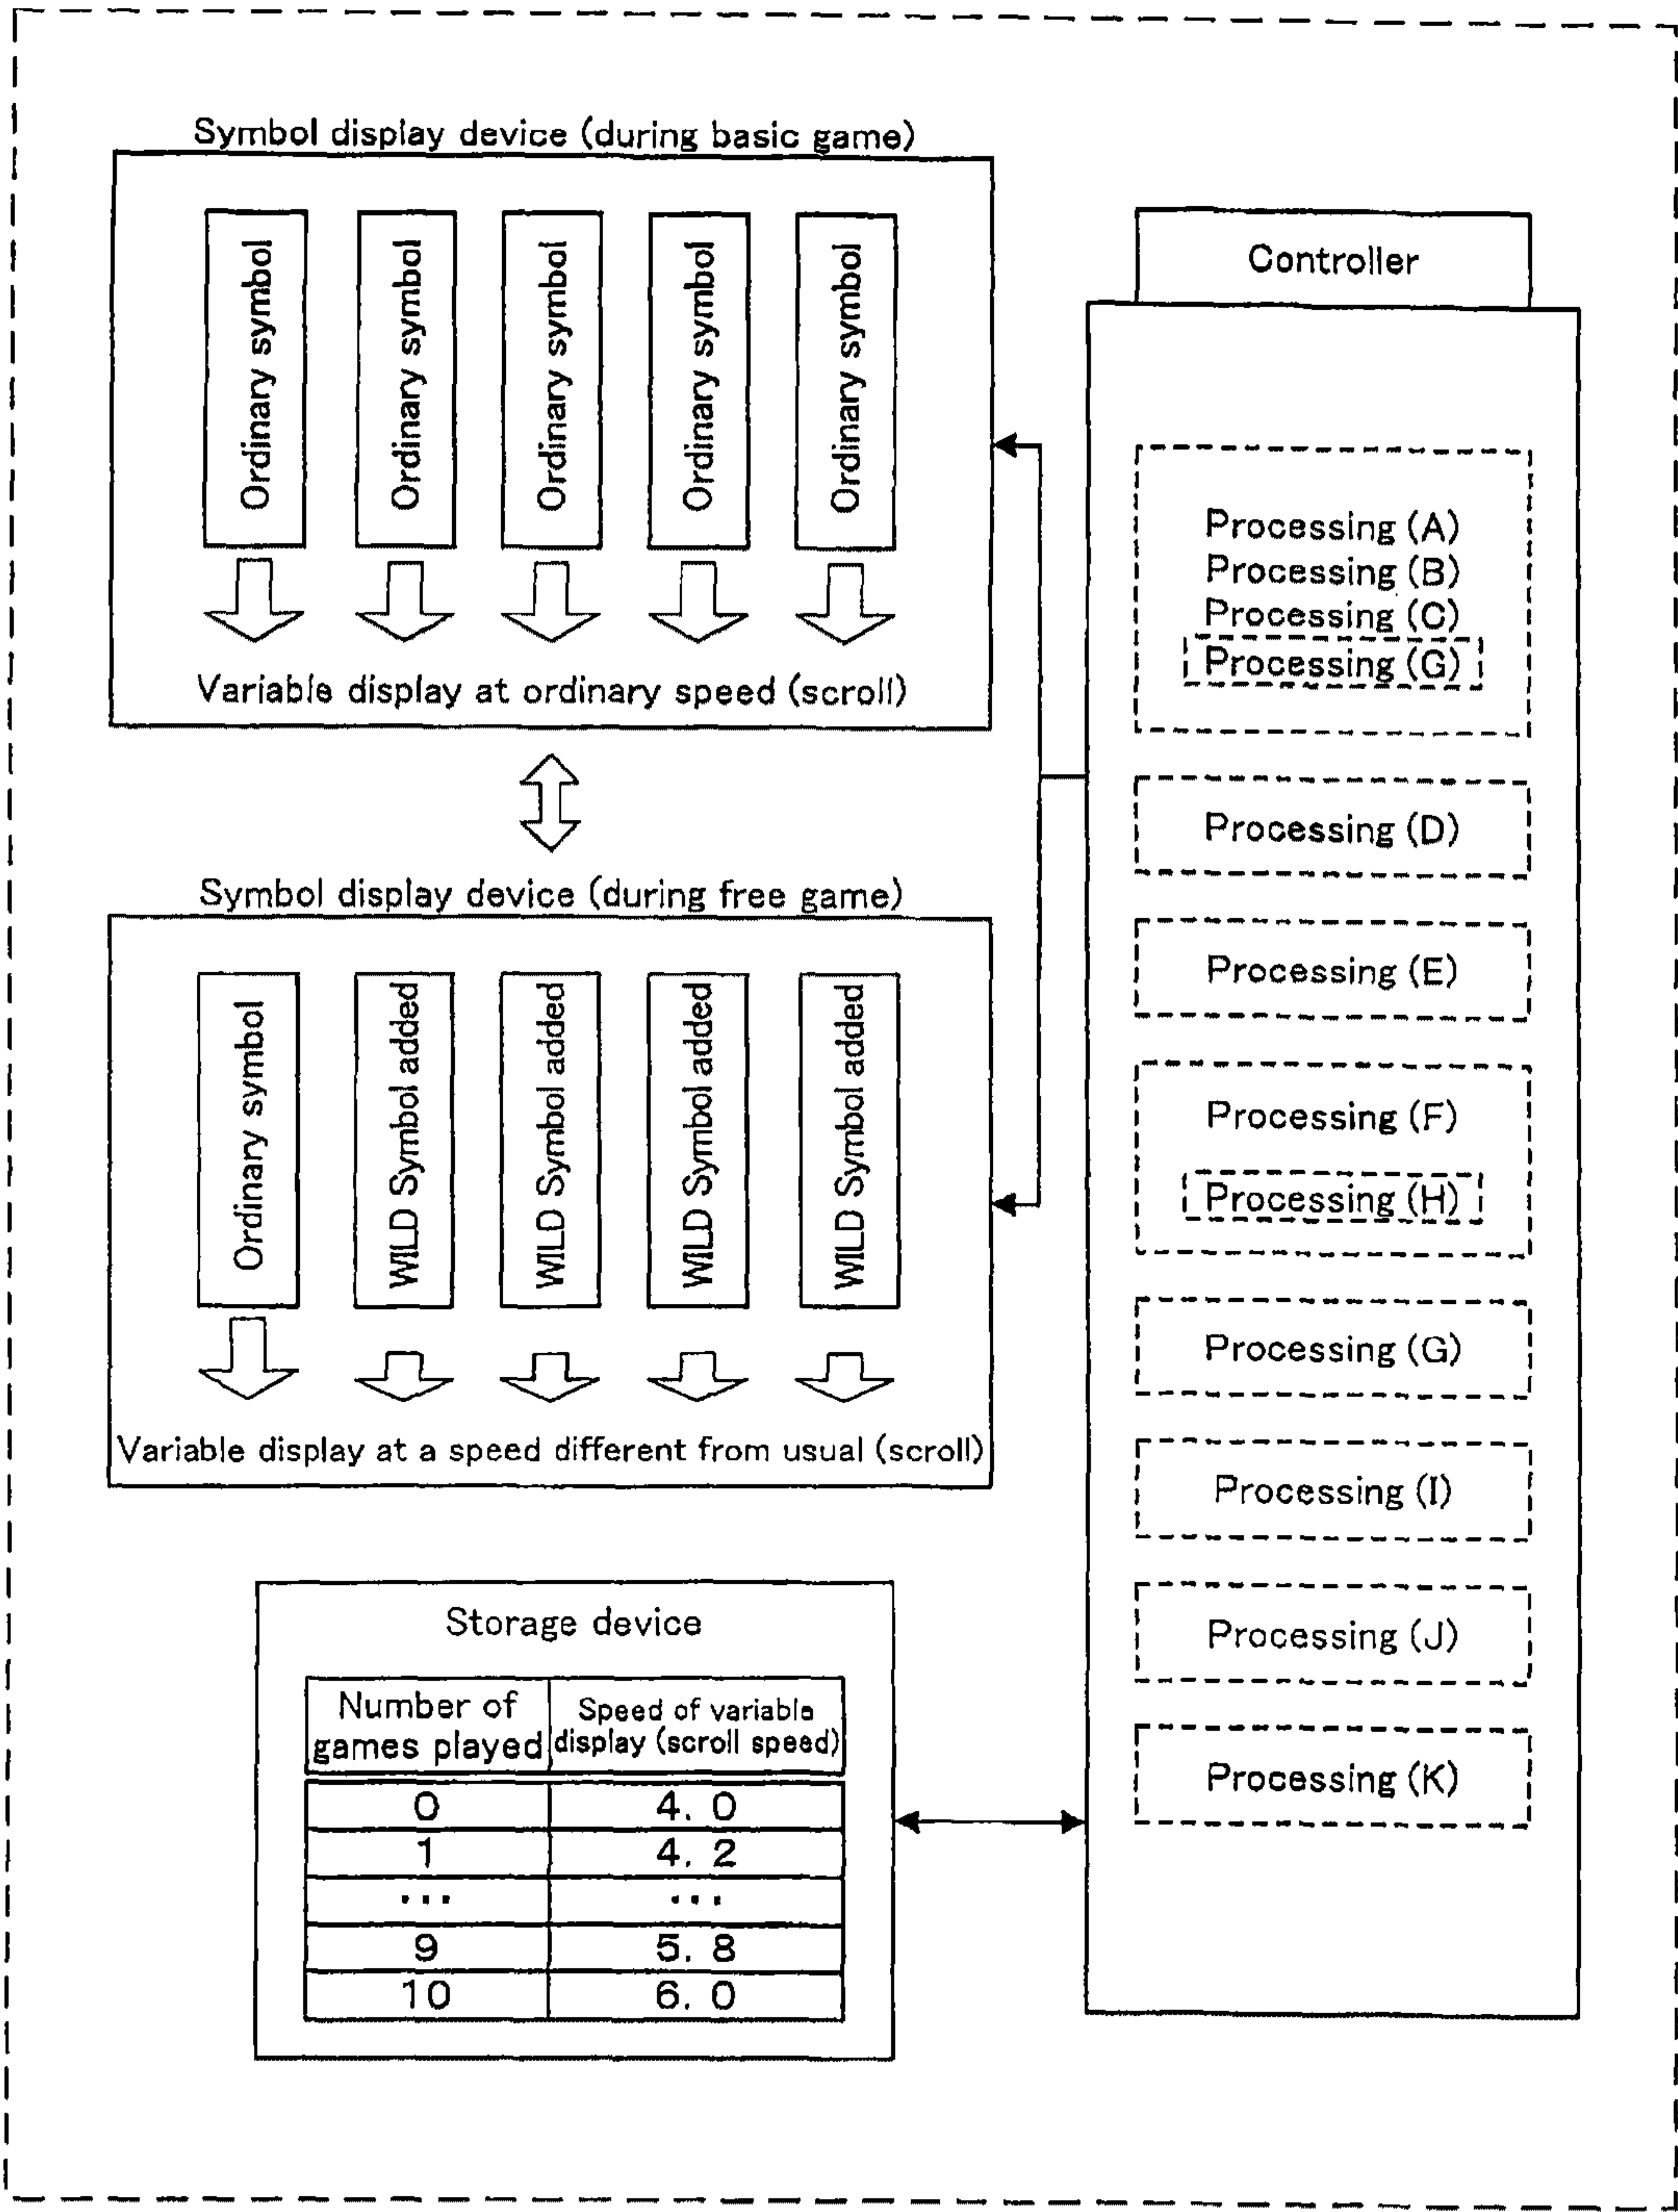 Symbol display device (during basic game)
Ordinary symbol
Ordinary symbol
Ordinary symbol
Ordinary symbol
Ordinary symbol
Variable display at ordinary speed (scroll)
Symbol display device (during free game)
Ordinary symbol
WILD Symbol added
WILD Symbol added
WILD Symbol added
WILD Symbol added
Variable display at a speed different from usual (scroll)
Storage device
Number of games played
Speed of variable display (scroll speed)
0 4. 0
1 4. 2
... ...
9 5. 8
10 6. 0
Controller
Processing (A)
Processing (B)
Processing (C)
Processing (G)
Processing (D)
Processing (E)
Processing (F)
Processing (H)
Processing (G)
Processing (I)
Processing (J)
Processing (K)